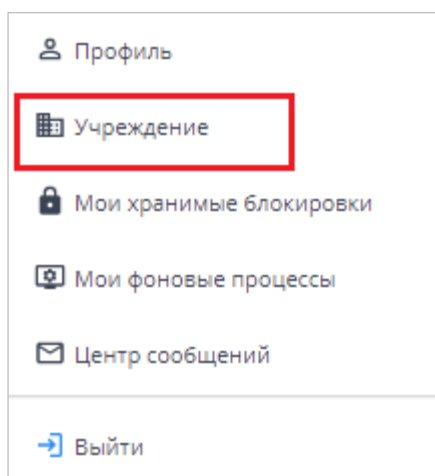 Профиль
Учреждение
Мои хранимые блокировки
Мои фоновые процессы
Центр сообщений
Выйти